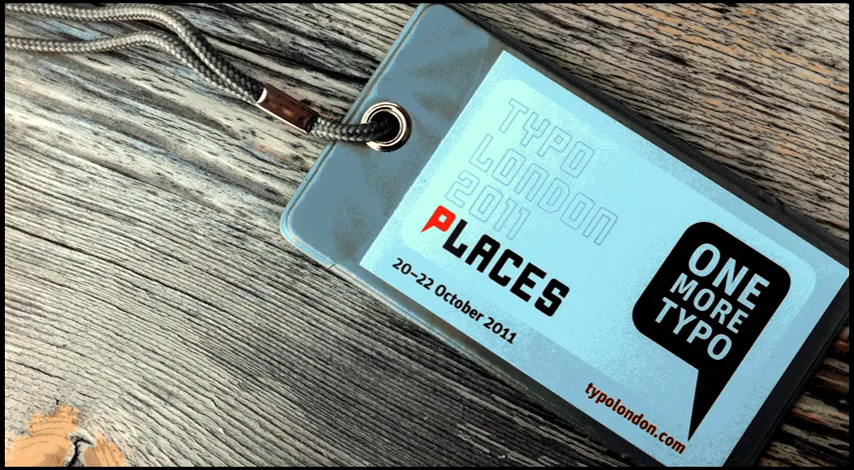 TYPO
LONDON
2011
PLACES
20–22 October 2011
ONE
MORE
TYPO
typolondon.com